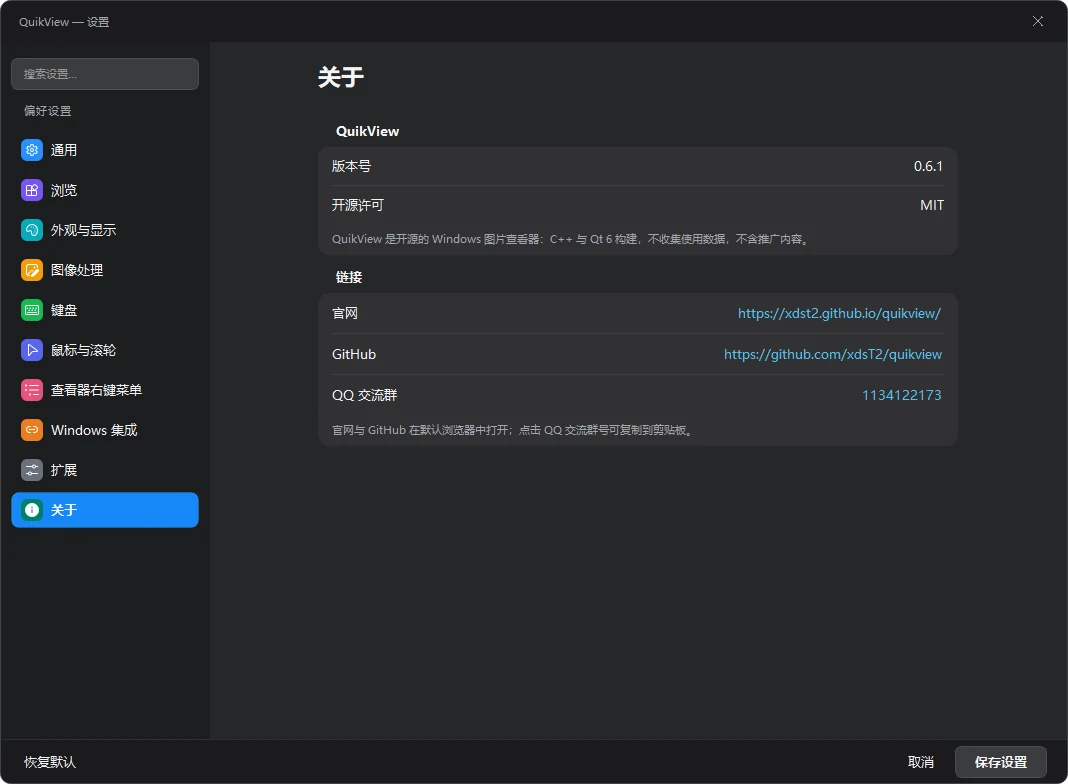 QuikView — 设置
搜索设置...
偏好设置
通用
浏览
外观与显示
图像处理
键盘
鼠标与滚轮
查看器右键菜单
Windows 集成
扩展
关于
关于
QuikView
版本号 0.6.1
开源许可 MIT
QuikView 是开源的 Windows 图片查看器：C++ 与 Qt 6 构建，不收集使用数据，不含推广内容。
链接
官网 https://xdst2.github.io/quikview/
GitHub https://github.com/xdsT2/quikview
QQ 交流群 1134122173
官网与 GitHub 在默认浏览器中打开；点击 QQ 交流群号可复制到剪贴板。
恢复默认
取消
保存设置